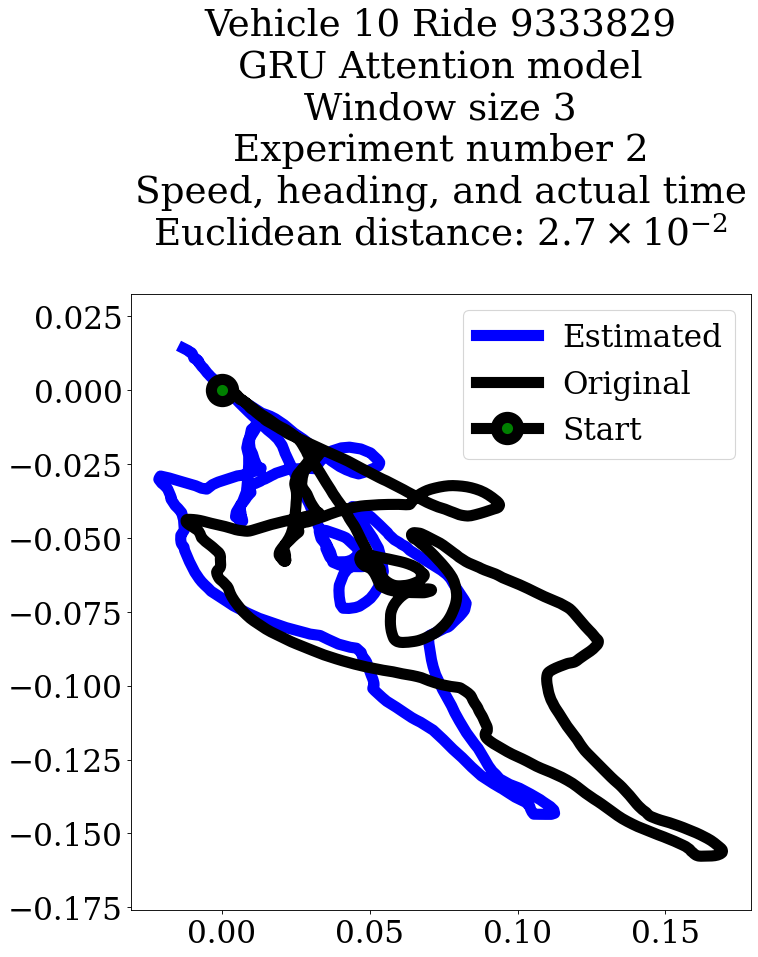 Vehicle 10 Ride 9333829
GRU Attention model
Window size 3
Experiment number 2
Speed, heading, and actual time
Euclidean distance: 2.7 × 10⁻²
0.025
0.000
−0.025
−0.050
−0.075
−0.100
−0.125
−0.150
−0.175
Estimated
Original
Start
0.00
0.05
0.10
0.15